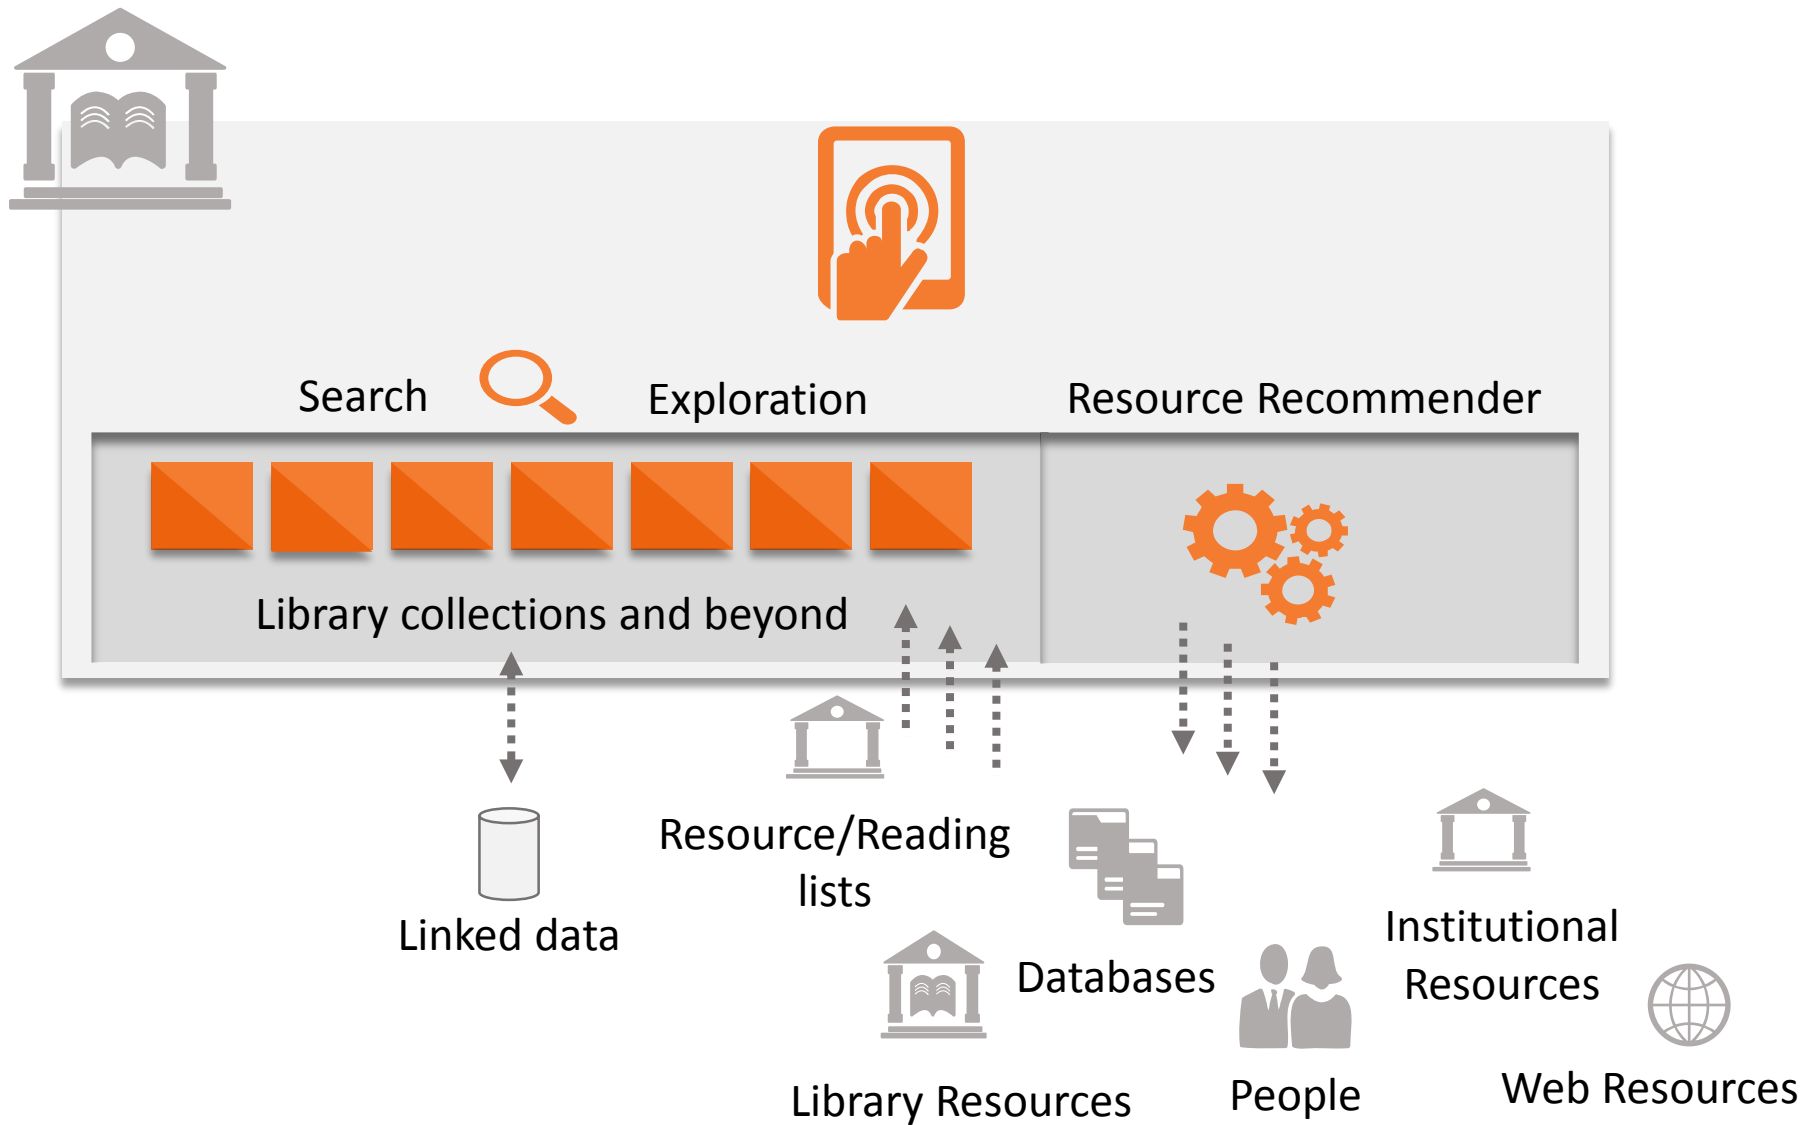 Search
Exploration
Resource Recommender
Library collections and beyond
Linked data
Resource/Reading
lists
Databases
Institutional
Resources
Library Resources
People
Web Resources